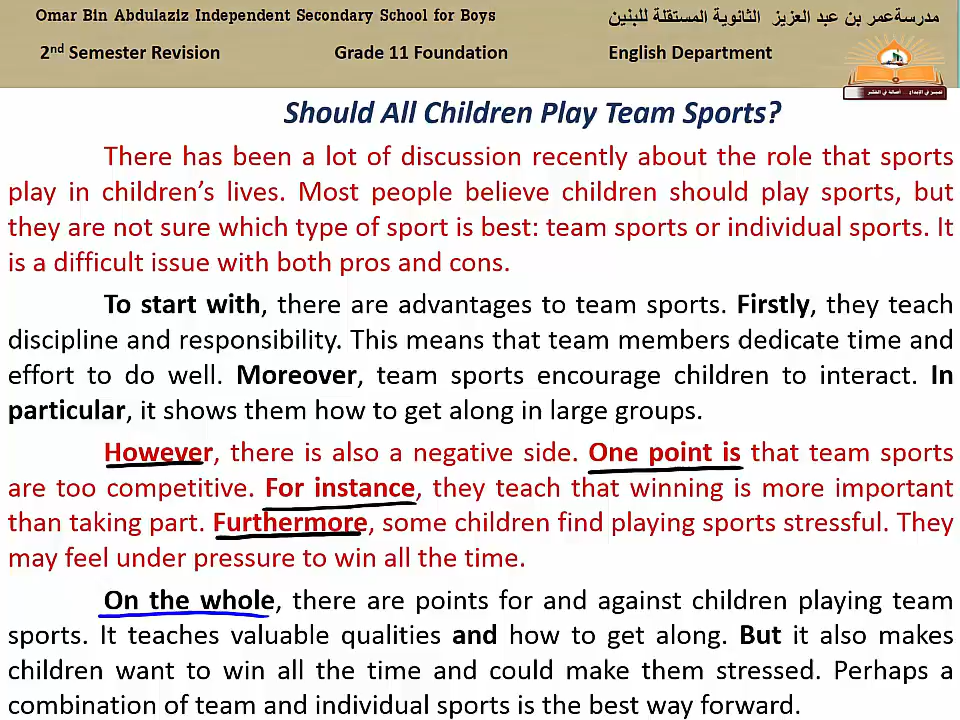 Omar Bin Abdulaziz Independent Secondary School for Boys
مدرسةعمر بن عبد العزيز الثانوية المستقلة للبنين
2nd Semester Revision Grade 11 Foundation English Department
Should All Children Play Team Sports?
There has been a lot of discussion recently about the role that sports
play in children’s lives. Most people believe children should play sports, but
they are not sure which type of sport is best: team sports or individual sports. It
is a difficult issue with both pros and cons.
To start with, there are advantages to team sports. Firstly, they teach
discipline and responsibility. This means that team members dedicate time and
effort to do well. Moreover, team sports encourage children to interact. In
particular, it shows them how to get along in large groups.
However, there is also a negative side. One point is that team sports
are too competitive. For instance, they teach that winning is more important
than taking part. Furthermore, some children find playing sports stressful. They
may feel under pressure to win all the time.
On the whole, there are points for and against children playing team
sports. It teaches valuable qualities and how to get along. But it also makes
children want to win all the time and could make them stressed. Perhaps a
combination of team and individual sports is the best way forward.